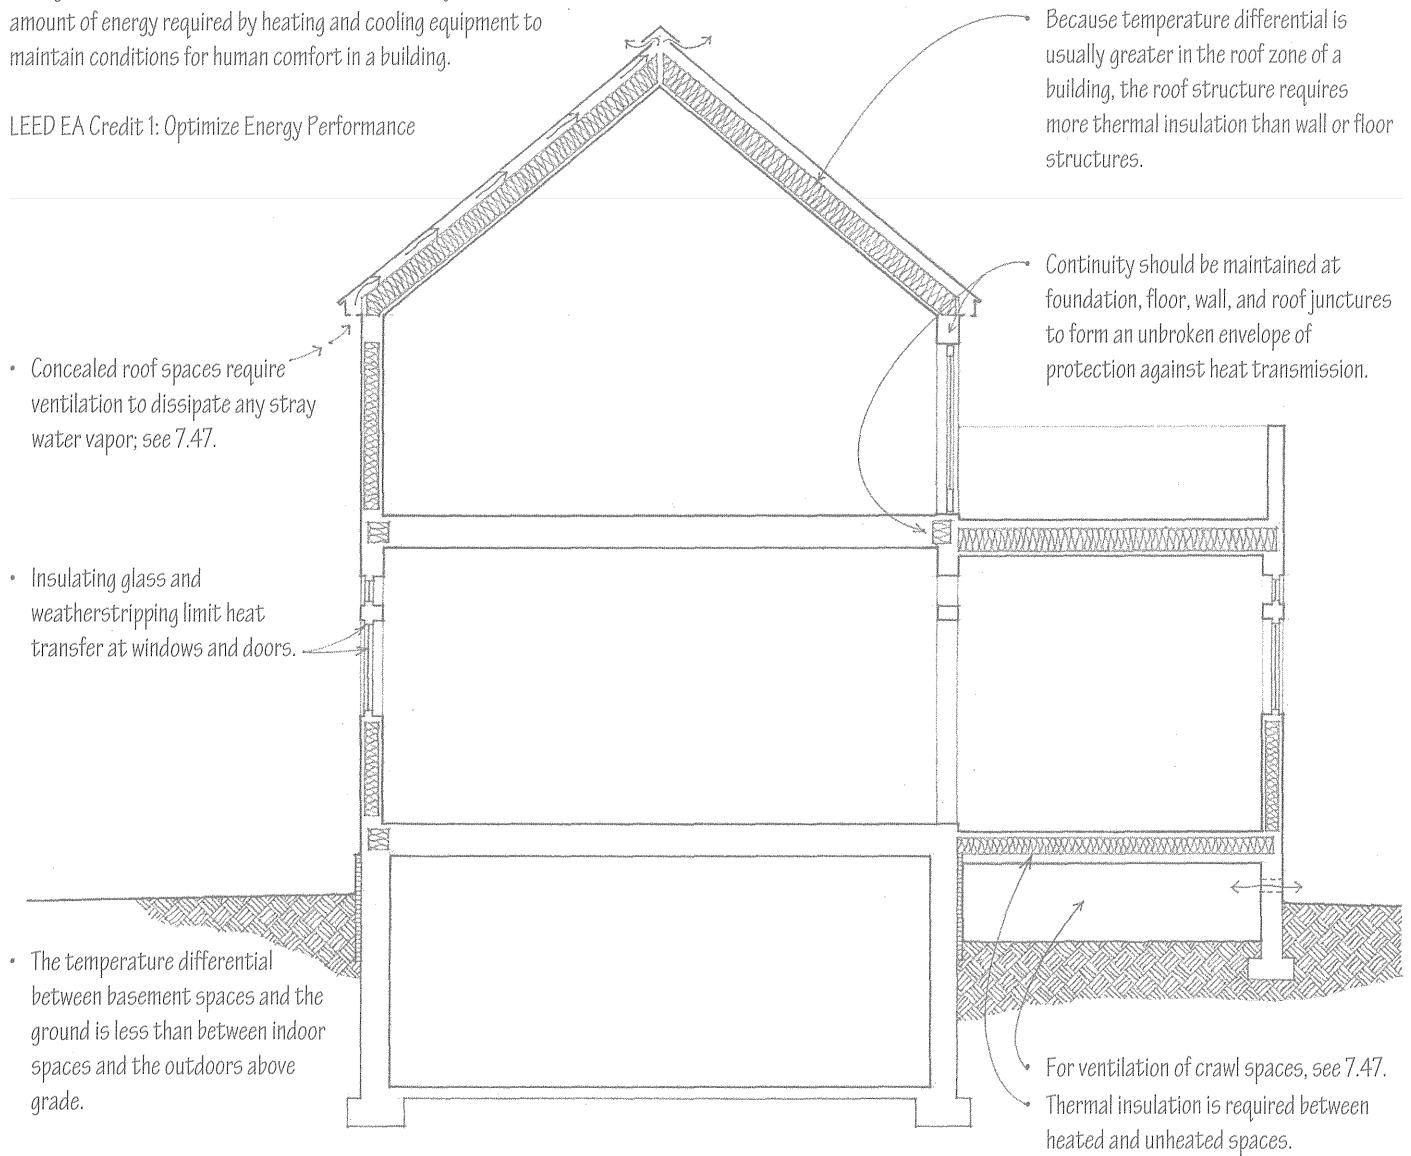 amount of energy required by heating and cooling equipment to
maintain conditions for human comfort in a building.
LEED EA Credit 1: Optimize Energy Performance
Because temperature differential is
usually greater in the roof zone of a
building, the roof structure requires
more thermal insulation than wall or floor
structures.
Continuity should be maintained at
foundation, floor, wall, and roof junctures
to form an unbroken envelope of
protection against heat transmission.
• Concealed roof spaces require
ventilation to dissipate any stray
water vapor; see 7.47.
• Insulating glass and
weatherstripping limit heat
transfer at windows and doors.
• The temperature differential
between basement spaces and the
ground is less than between indoor
spaces and the outdoors above
grade.
For ventilation of crawl spaces, see 7.47.
Thermal insulation is required between
heated and unheated spaces.